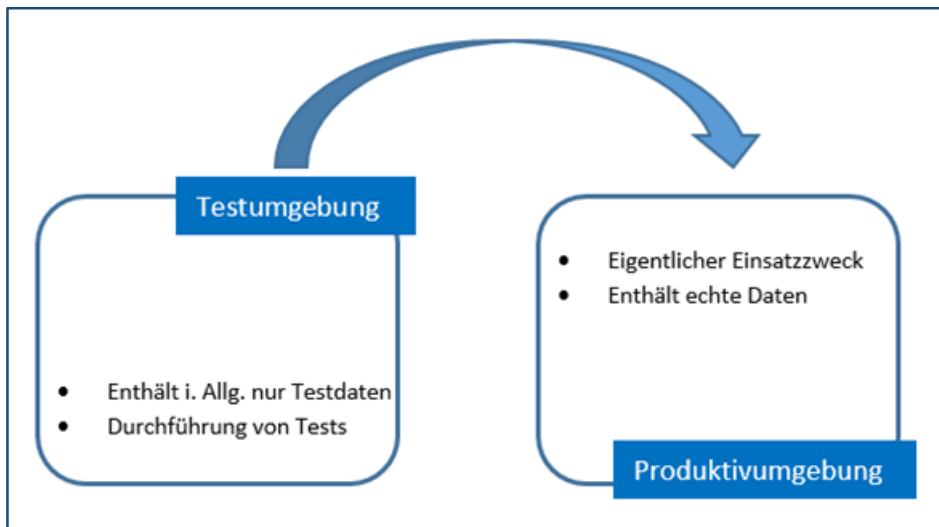 Testumgebung
• Enthält i. Allg. nur Testdaten
• Durchführung von Tests
• Eigentlicher Einsatzzweck
• Enthält echte Daten
Produktivumgebung